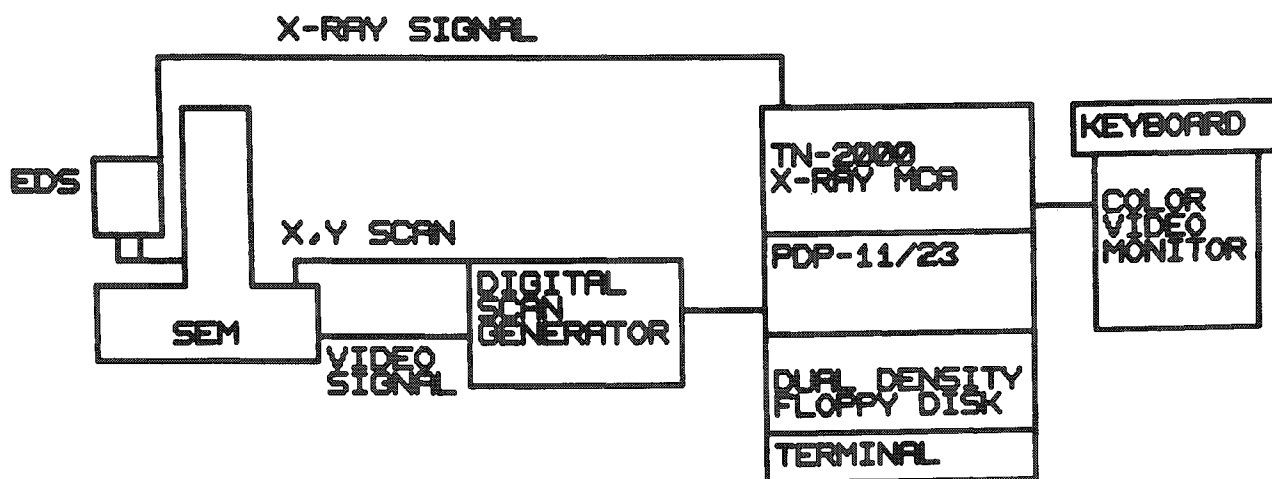 X-RAY SIGNAL
EDS
X,Y SCAN
SEM
VIDEO
SIGNAL
DIGITAL
SCAN
GENERATOR
TN-2000
X-RAY MCA
PDP-11/23
DUAL DENSITY
FLOPPY DISK
TERMINAL
KEYBOARD
COLOR
VIDEO
MONITOR